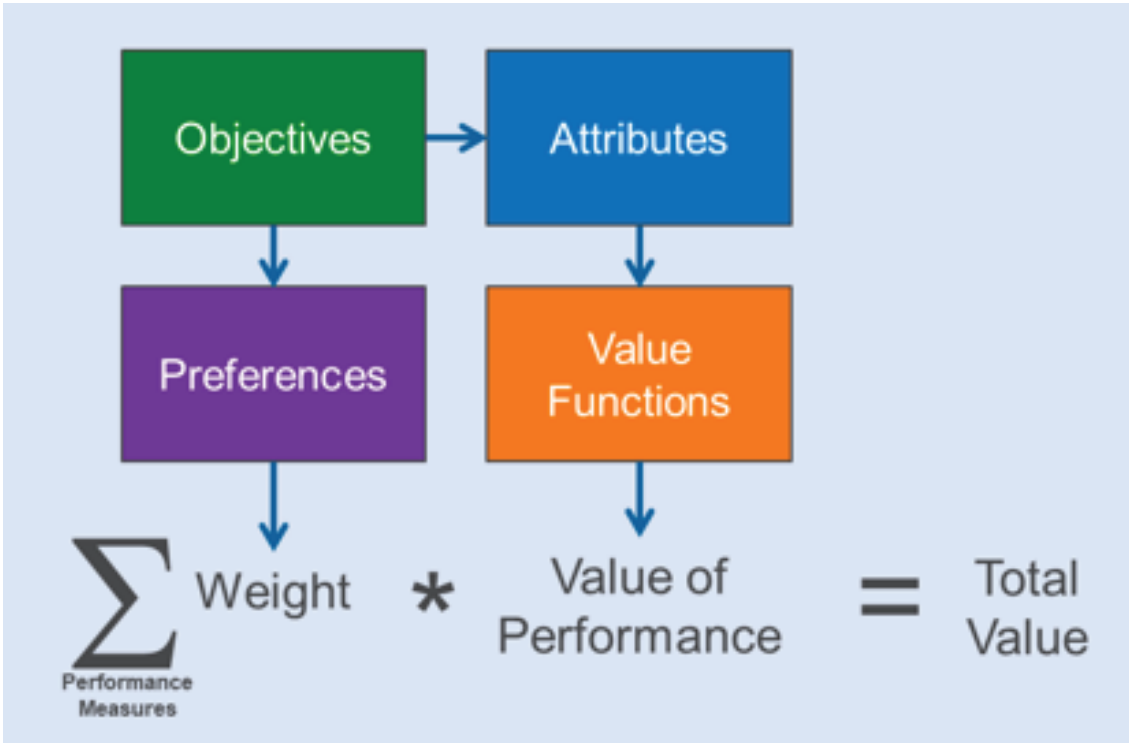 Objectives
Attributes
Preferences
Value
Functions
∑ Weight * Value of
Performance = Total
Value
Performance
Measures